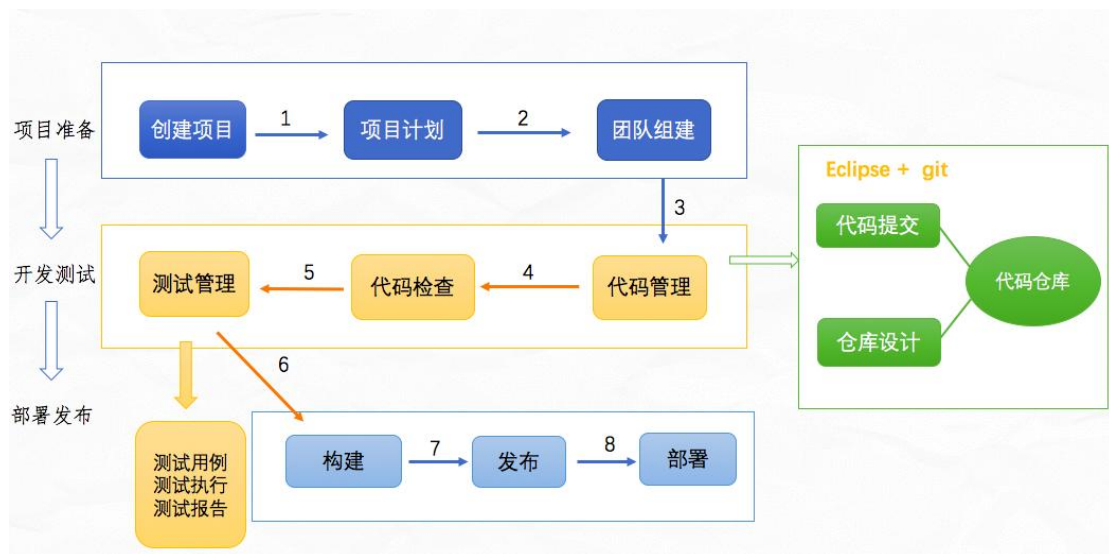 项目准备
创建项目
1
项目计划
2
团队组建
3
Eclipse + git
代码提交
代码仓库
仓库设计
开发测试
测试管理
5
代码检查
4
代码管理
6
部署发布
测试用例
测试执行
测试报告
构建
7
发布
8
部署